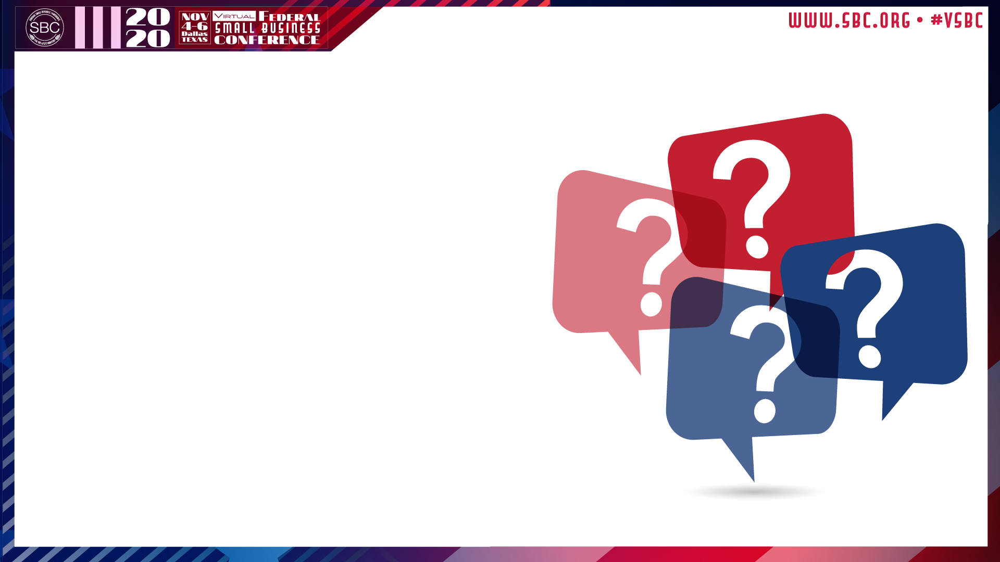 SBC
20
20
NOV
4-6
Dallas
TEXAS
VIRTUAL FEDERAL
SMALL BUSINESS
CONFERENCE
WWW.SBC.ORG • #VSBC
?
?
?
?